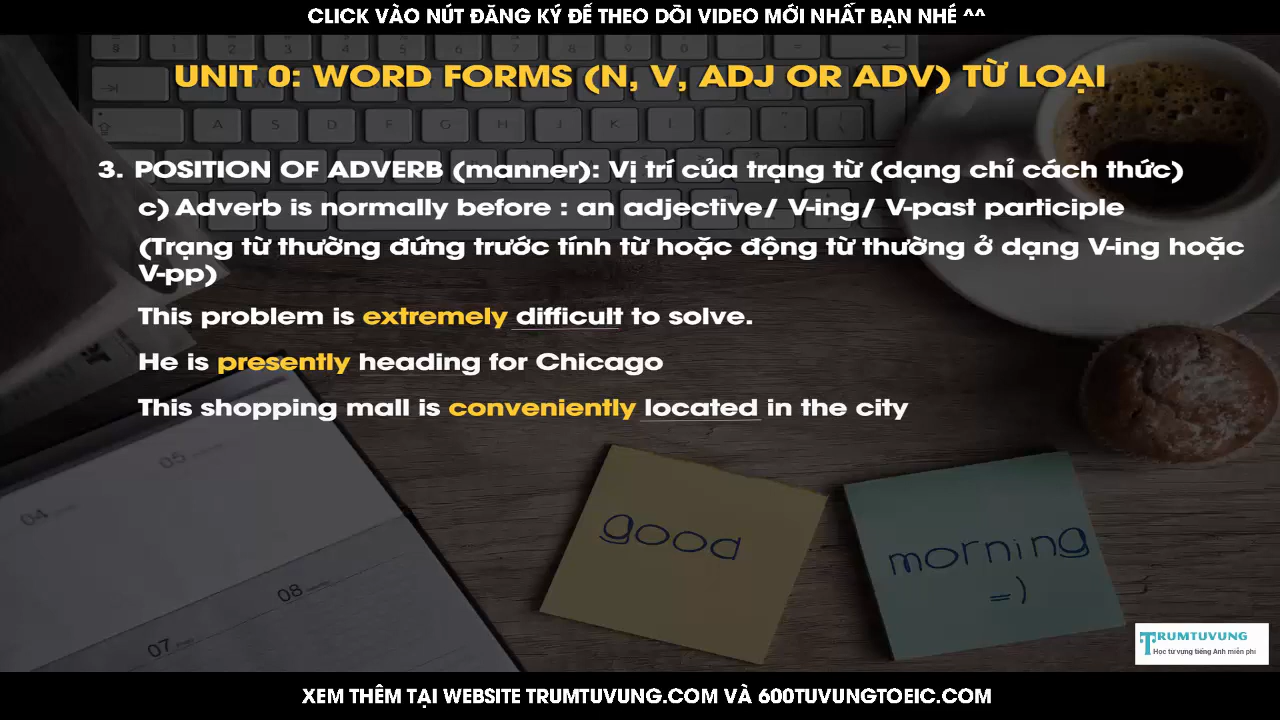 CLICK VÀO NÚT ĐĂNG KÝ ĐỂ THEO DÕI VIDEO MỚI NHẤT BẠN NHÉ ^^
UNIT 0: WORD FORMS (N, V, ADJ OR ADV) TỪ LOẠI
3. POSITION OF ADVERB (manner): Vị trí của trạng từ (dạng chỉ cách thức)
c) Adverb is normally before : an adjective/ V-ing/ V-past participle
(Trạng từ thường đứng trước tính từ hoặc động từ thường ở dạng V-ing hoặc
V-pp)
This problem is extremely difficult to solve.
He is presently heading for Chicago
This shopping mall is conveniently located in the city
05
04
08
07
good
morning
=)
TRUMTUVUNG
Học từ vựng tiếng Anh miễn phí
XEM THÊM TẠI WEBSITE TRUMTUVUNG.COM VÀ 600TUVUNGTOEIC.COM